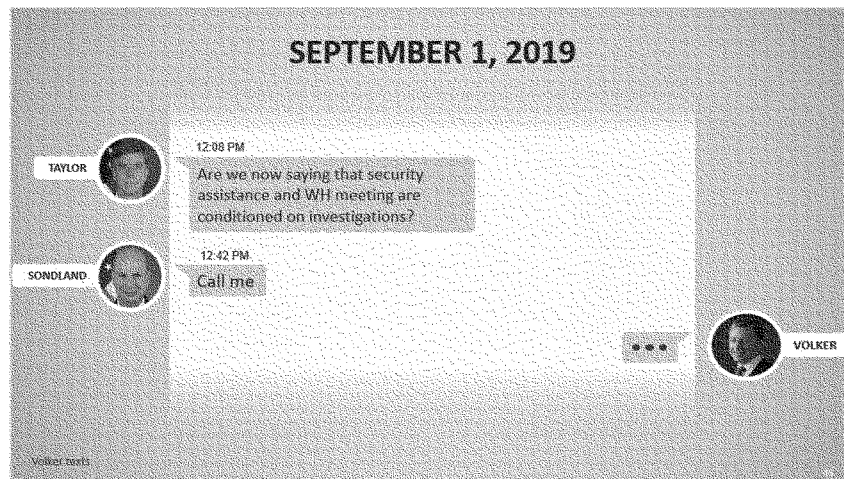 SEPTEMBER 1, 2019
TAYLOR
12:08 PM
Are we now saying that security
assistance and WH meeting are
conditioned on investigations?
SONDLAND
12:42 PM
Call me
•••
VOLKER
Volker texts